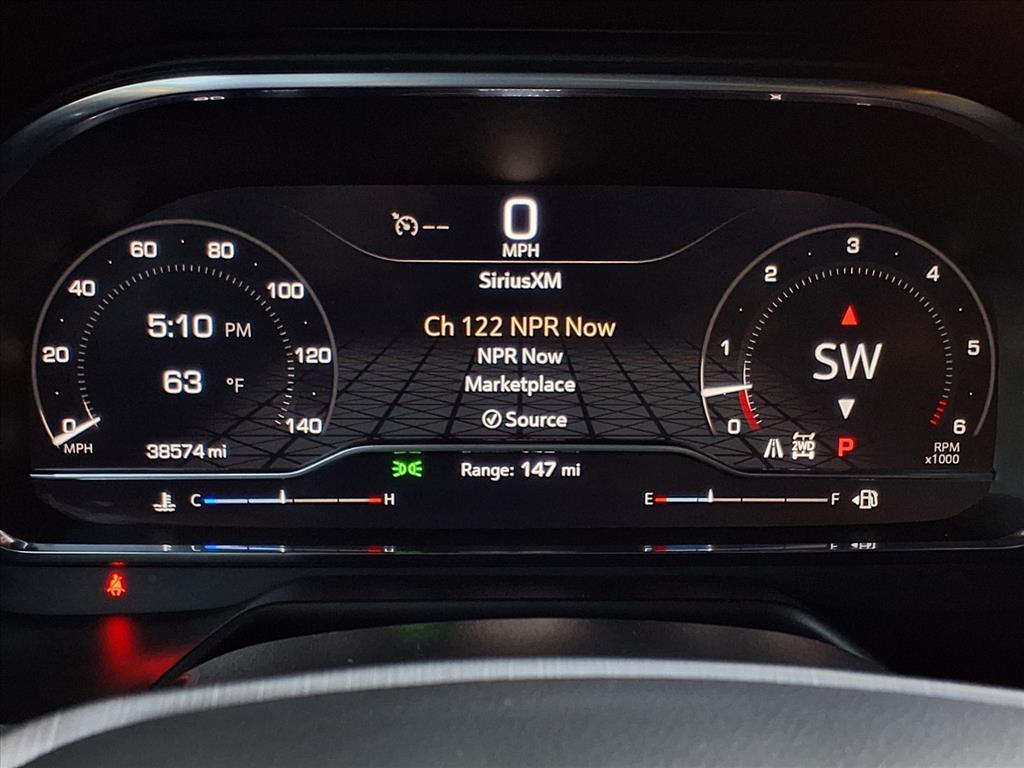 0
MPH
SiriusXM
Ch 122 NPR Now
NPR Now
Marketplace
Source
0
20
40
60
80
100
120
140
MPH
5:10 PM
63 °F
38574 mi
0
1
2
3
4
5
6
RPM
x1000
SW
2WD
P
Range: 147 mi
C H
E F